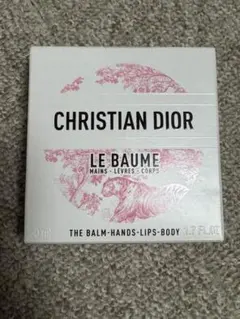 CHRISTIAN DIOR
LE BAUME
MAINS - LÈVRES - CORPS
THE BALM-HANDS-LIPS-BODY